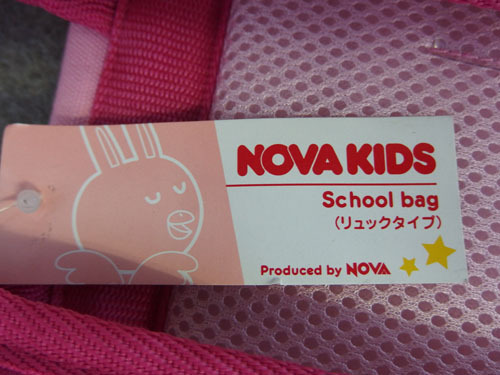 NOVA KIDS
School bag
(リュックタイプ)
Produced by NOVA